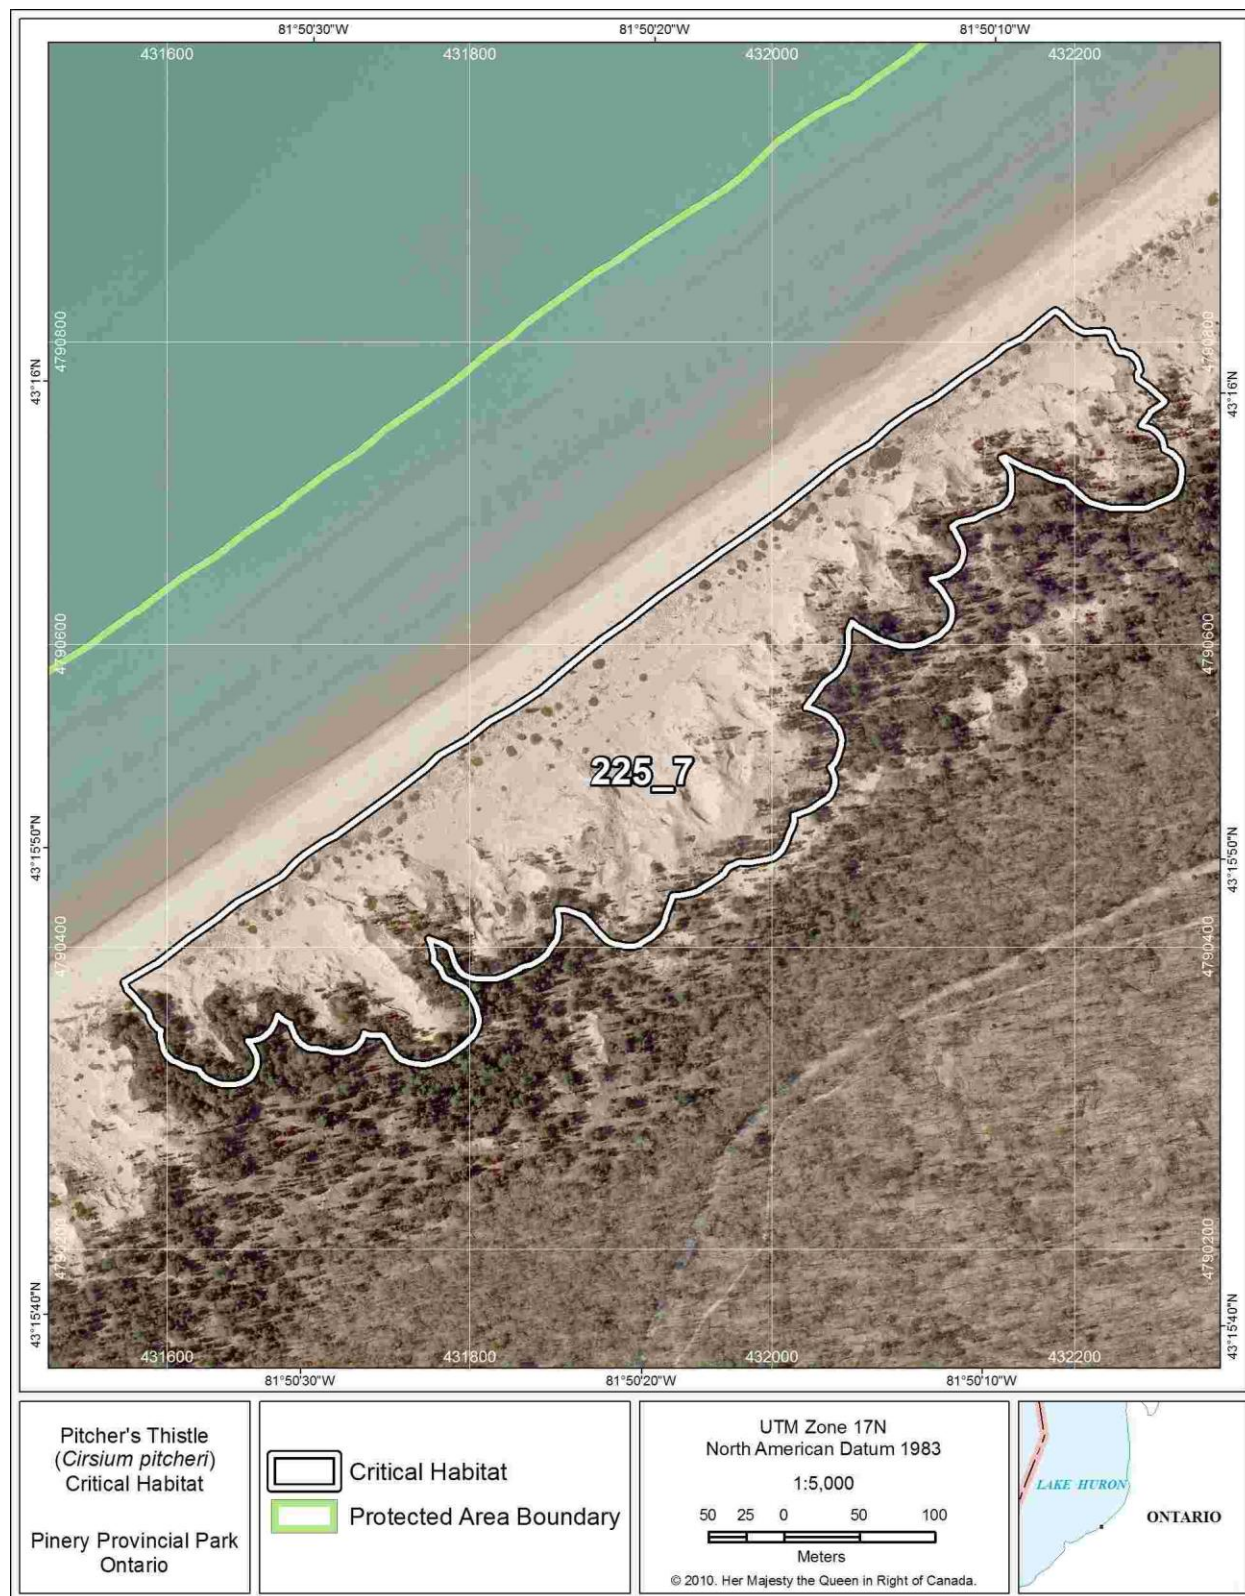 81°50'30"W 81°50'20"W 81°50'10"W
431600 431800 432000 432200
4790800 4790800
43°16'N 43°16'N
4790600 4790600
225_7
43°15'50"N 43°15'50"N
4790400 4790400
4790200 4790200
43°15'40"N 43°15'40"N
431600 431800 432000 432200
81°50'30"W 81°50'20"W 81°50'10"W
Pitcher's Thistle
(Cirsium pitcheri)
Critical Habitat
Pinery Provincial Park
Ontario
Critical Habitat
Protected Area Boundary
UTM Zone 17N
North American Datum 1983
1:5,000
50 25 0 50 100
Meters
© 2010. Her Majesty the Queen in Right of Canada.
LAKE HURON
ONTARIO